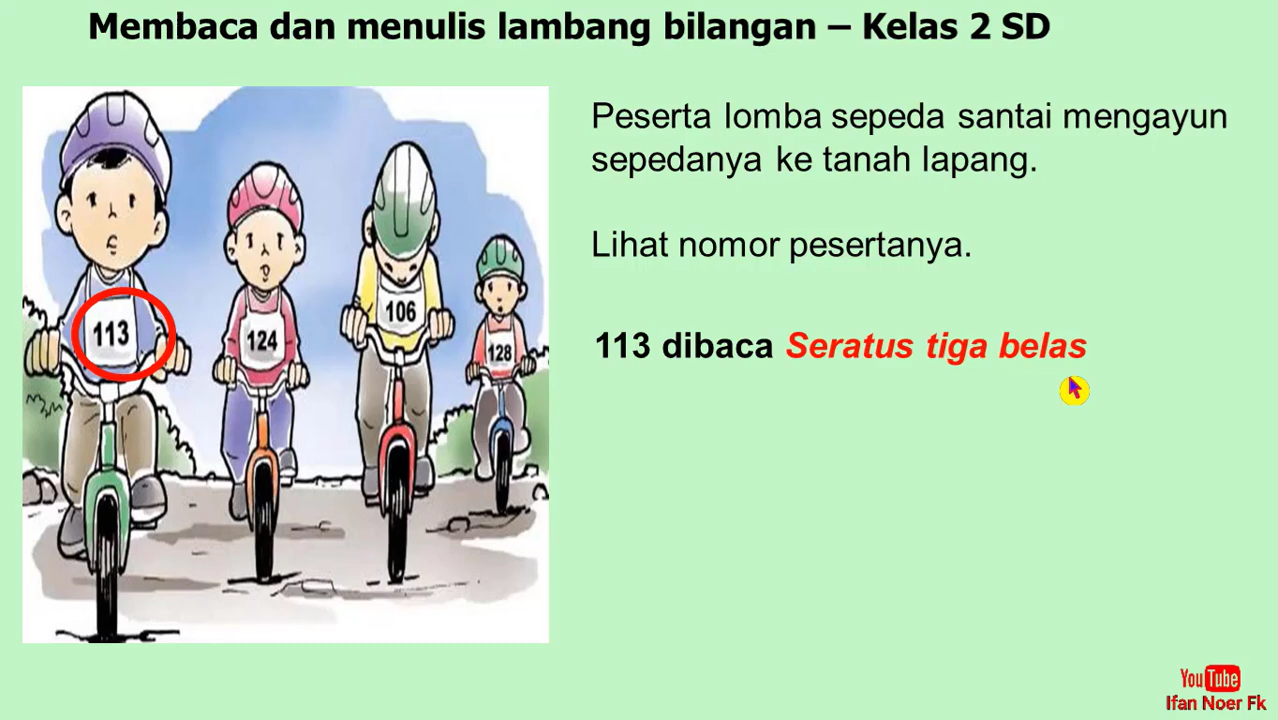 Membaca dan menulis lambang bilangan – Kelas 2 SD
Peserta lomba sepeda santai mengayun
sepedanya ke tanah lapang.
Lihat nomor pesertanya.
113 dibaca Seratus tiga belas
113
124
106
128
YouTube
Ifan Noer Fk